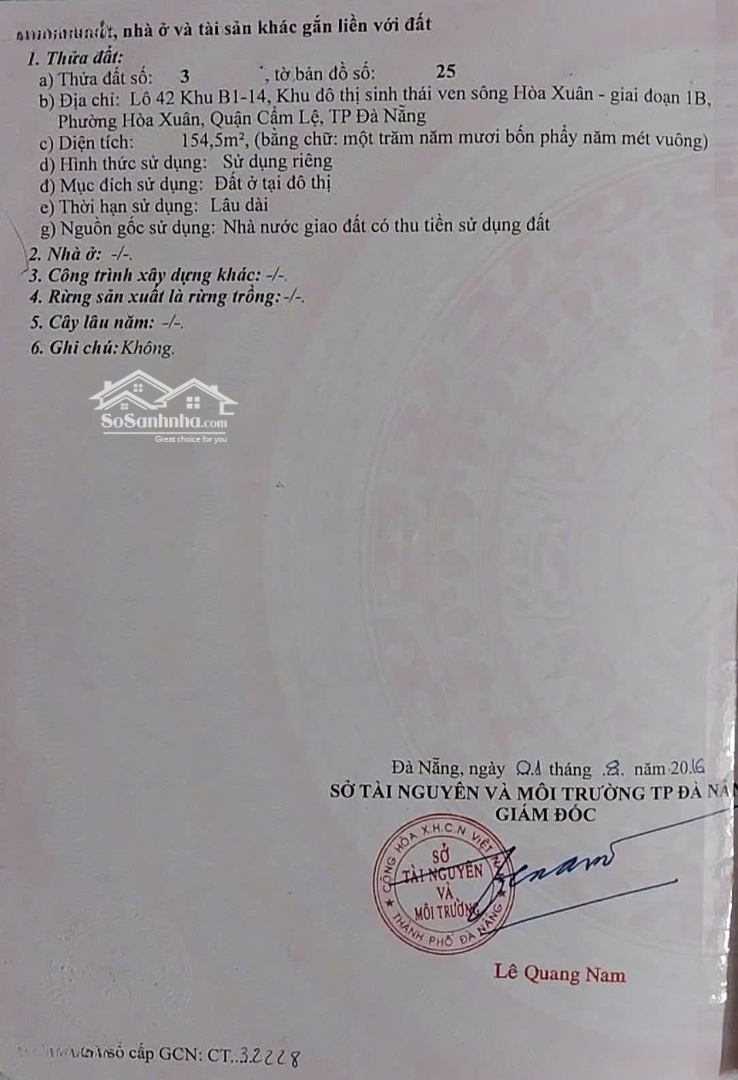 nhà ở và tài sản khác gắn liền với đất
1. Thửa đất:
a) Thửa đất số: 3 , tờ bản đồ số: 25
b) Địa chỉ: Lô 42 Khu B1-14, Khu đô thị sinh thái ven sông Hòa Xuân - giai đoạn 1B,
Phường Hòa Xuân, Quận Cẩm Lệ, TP Đà Nẵng
c) Diện tích: 154,5m², (bằng chữ: một trăm năm mươi bốn phẩy năm mét vuông)
d) Hình thức sử dụng: Sử dụng riêng
đ) Mục đích sử dụng: Đất ở tại đô thị
e) Thời hạn sử dụng: Lâu dài
g) Nguồn gốc sử dụng: Nhà nước giao đất có thu tiền sử dụng đất
2. Nhà ở: -/-.
3. Công trình xây dựng khác: -/-.
4. Rừng sản xuất là rừng trồng: -/-.
5. Cây lâu năm: -/-.
6. Ghi chú: Không.
SoSanhnha.com
Great choice for you
Đà Nẵng, ngày 01 tháng .8. năm 2016
SỞ TÀI NGUYÊN VÀ MÔI TRƯỜNG TP ĐÀ NẴN
GIÁM ĐỐC
CỘNG HÒA X.H.C.N VIỆT N
SỞ
TÀI NGUYÊN
VÀ
MÔI TRƯỜNG
★ THÀNH PHỐ ĐÀ NẴNG ★
Lê Quang Nam
sổ cấp GCN: CT..32228